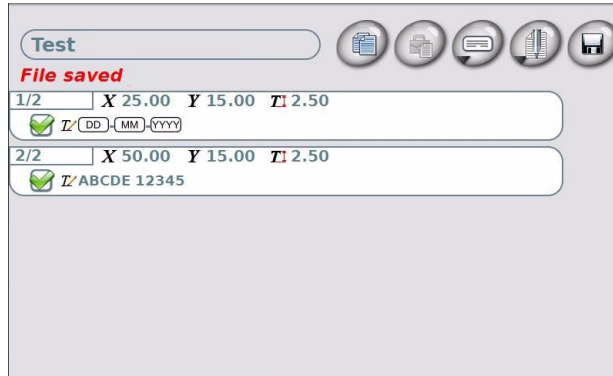 Test
File saved
1/2 X 25.00 Y 15.00 T 2.50
T DD-MM-YYYY
2/2 X 50.00 Y 15.00 T 2.50
T ABCDE 12345